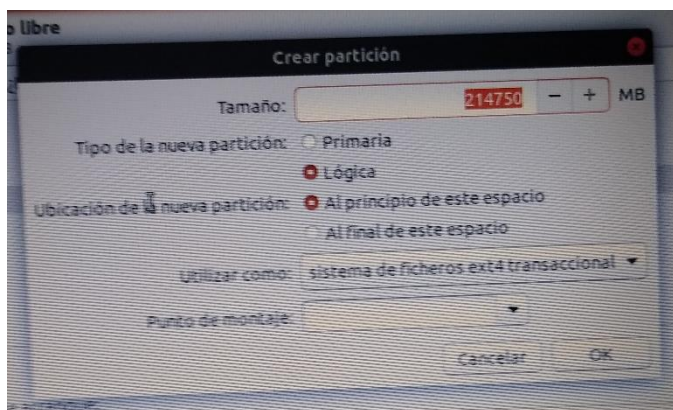 libre
Crear partición
Tamaño: 214750 − + MB
Tipo de la nueva partición: Primaria
Lógica
Ubicación de la nueva partición: Al principio de este espacio
Al final de este espacio
Utilizar como: sistema de ficheros ext4 transaccional
Punto de montaje:
Cancelar OK